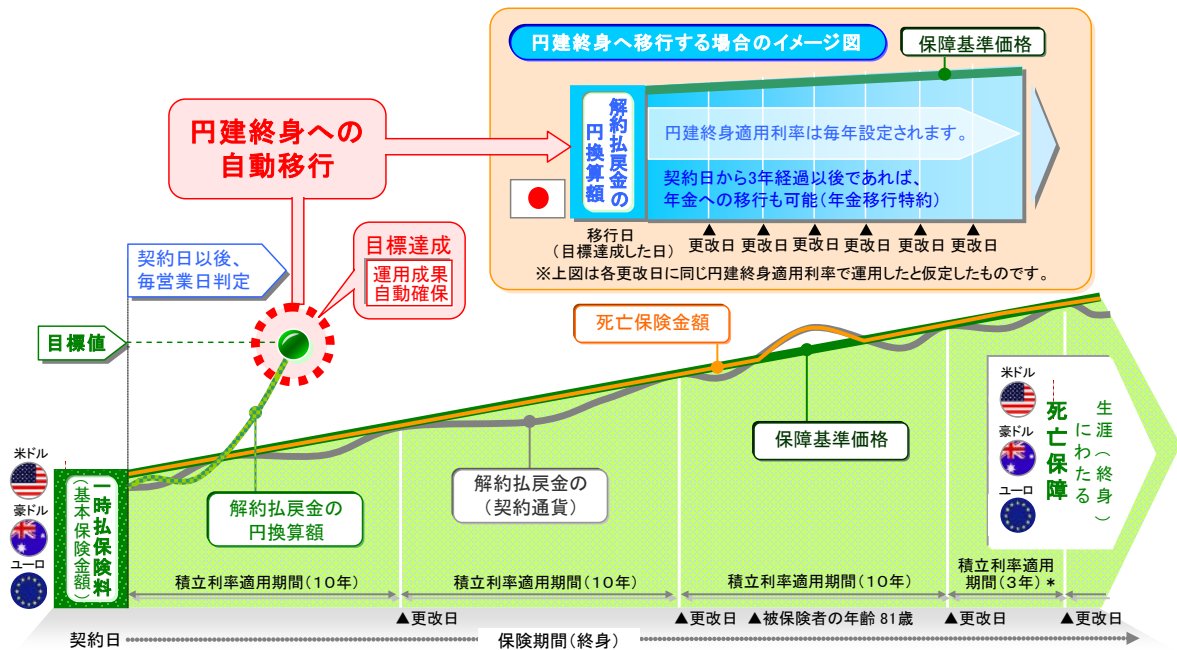 円建終身へ移行する場合のイメージ図
保障基準価格
解約払戻金の
円換算額
円建終身適用利率は毎年設定されます。
契約日から3年経過以後であれば、
年金への移行も可能（年金移行特約）
移行日
（目標達成した日）
▲更改日
▲更改日
▲更改日
▲更改日
▲更改日
▲更改日
※上図は各更改日に同じ円建終身適用利率で運用したと仮定したものです。
円建終身への
自動移行
契約日以後、
毎営業日判定
目標達成
運用成果
自動確保
目標値
死亡保険金額
保障基準価格
解約払戻金の
（契約通貨）
解約払戻金の
円換算額
米ドル
豪ドル
ユーロ
一時払保険料
（基本保険金額）
米ドル
豪ドル
ユーロ
生涯（終身）
にわたる
死亡保障
積立利率適用期間（10年）
積立利率適用期間（10年）
積立利率適用期間（10年）
積立利率適用
期間（3年）＊
▲更改日
▲更改日
▲被保険者の年齢 81歳
▲更改日
▲更改日
契約日
保険期間（終身）